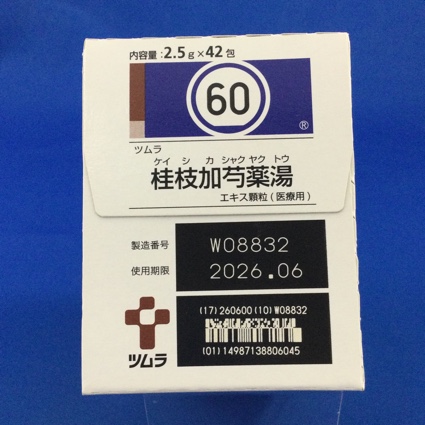 内容量:2.5g×42包
60
®
ツムラ
ケイ シ カ シャク ヤク トウ
桂枝加芍薬湯
エキス顆粒(医療用)
製造番号 W08832
使用期限 2026.06
(17)260600(10)W08832
(01)14987138806045
ツムラ